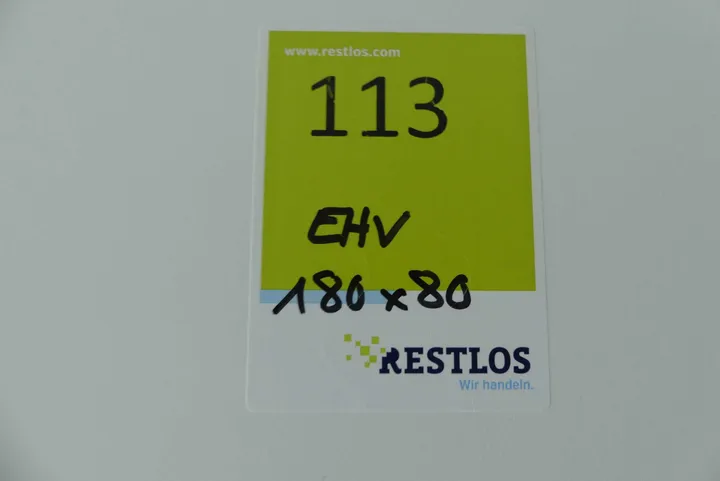 www.restlos.com
113
EHV
180x80
RESTLOS
Wir handeln.